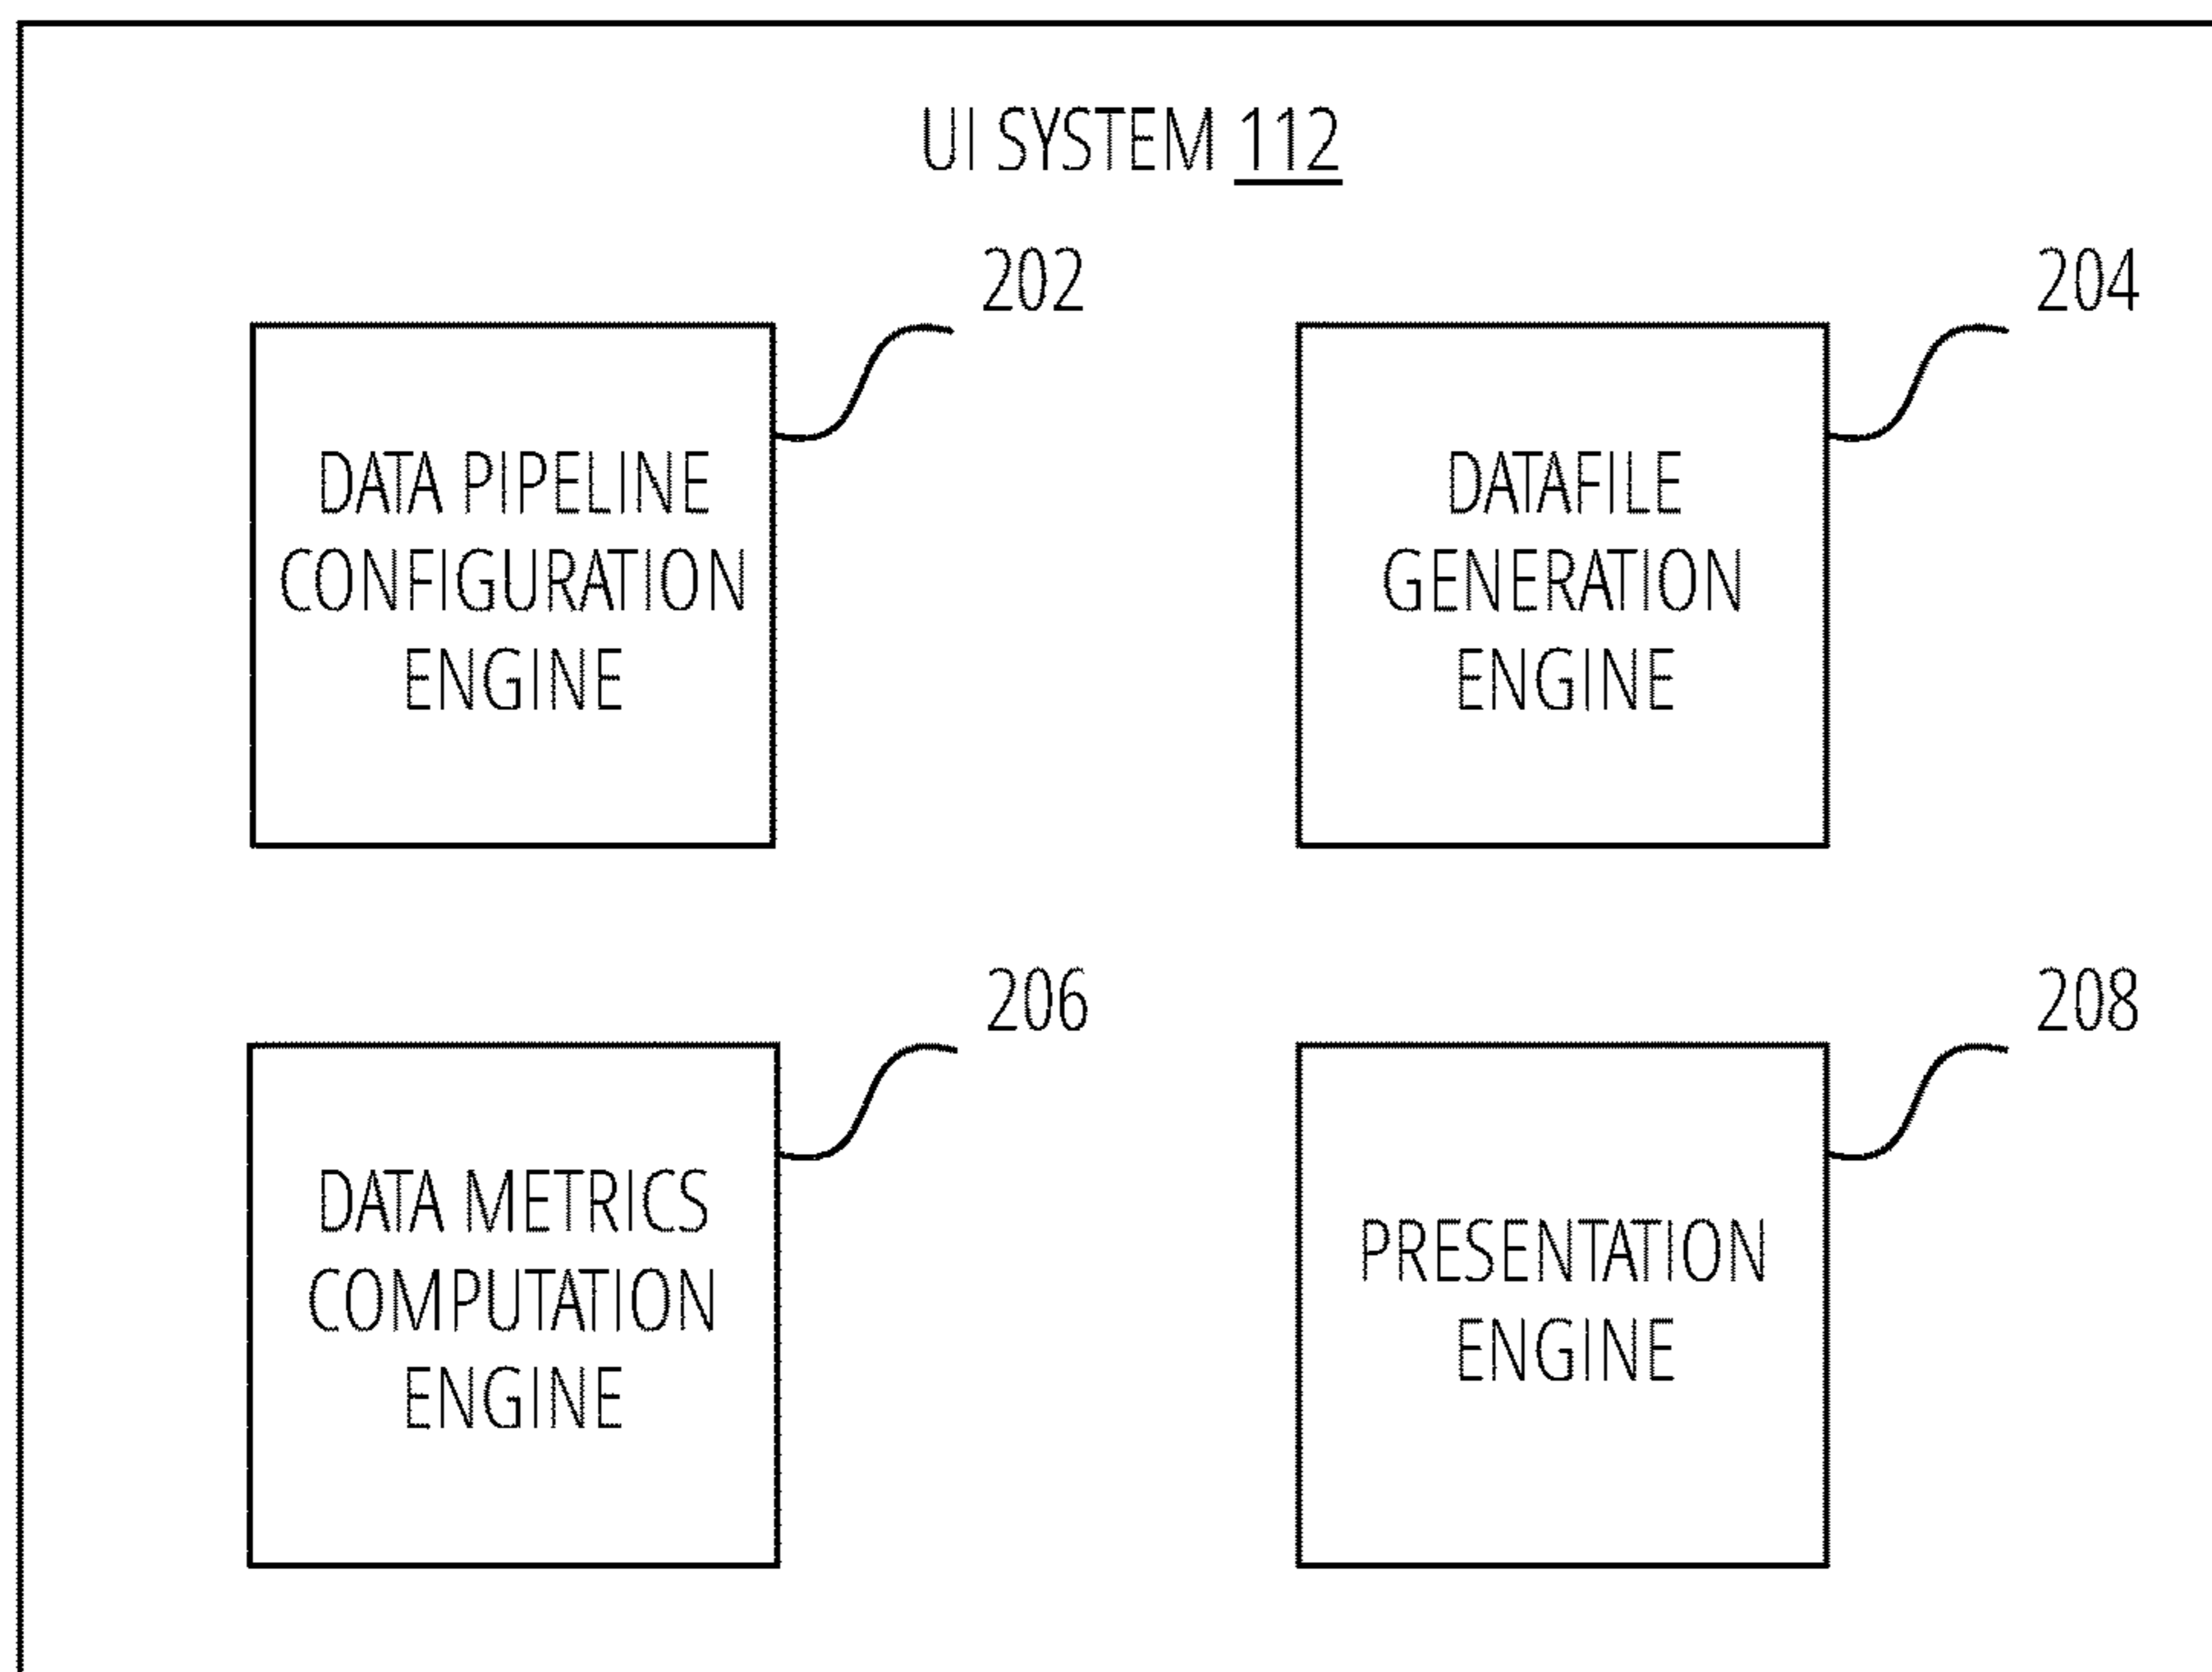 UI SYSTEM 112
202
204
DATA PIPELINE
CONFIGURATION
ENGINE
DATAFILE
GENERATION
ENGINE
206
208
DATA METRICS
COMPUTATION
ENGINE
PRESENTATION
ENGINE